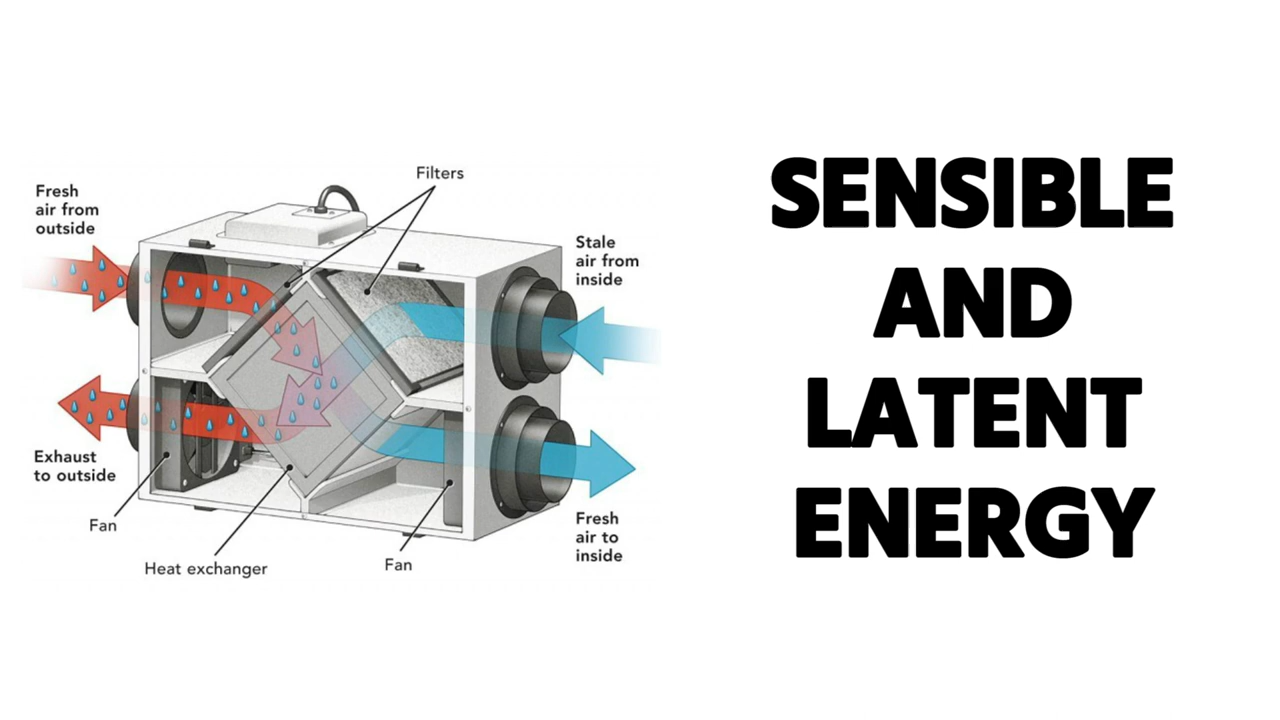 Filters
Fresh
air from
outside
Stale
air from
inside
Exhaust
to outside
Fan
Heat exchanger
Fan
Fresh
air to
inside
SENSIBLE
AND
LATENT
ENERGY